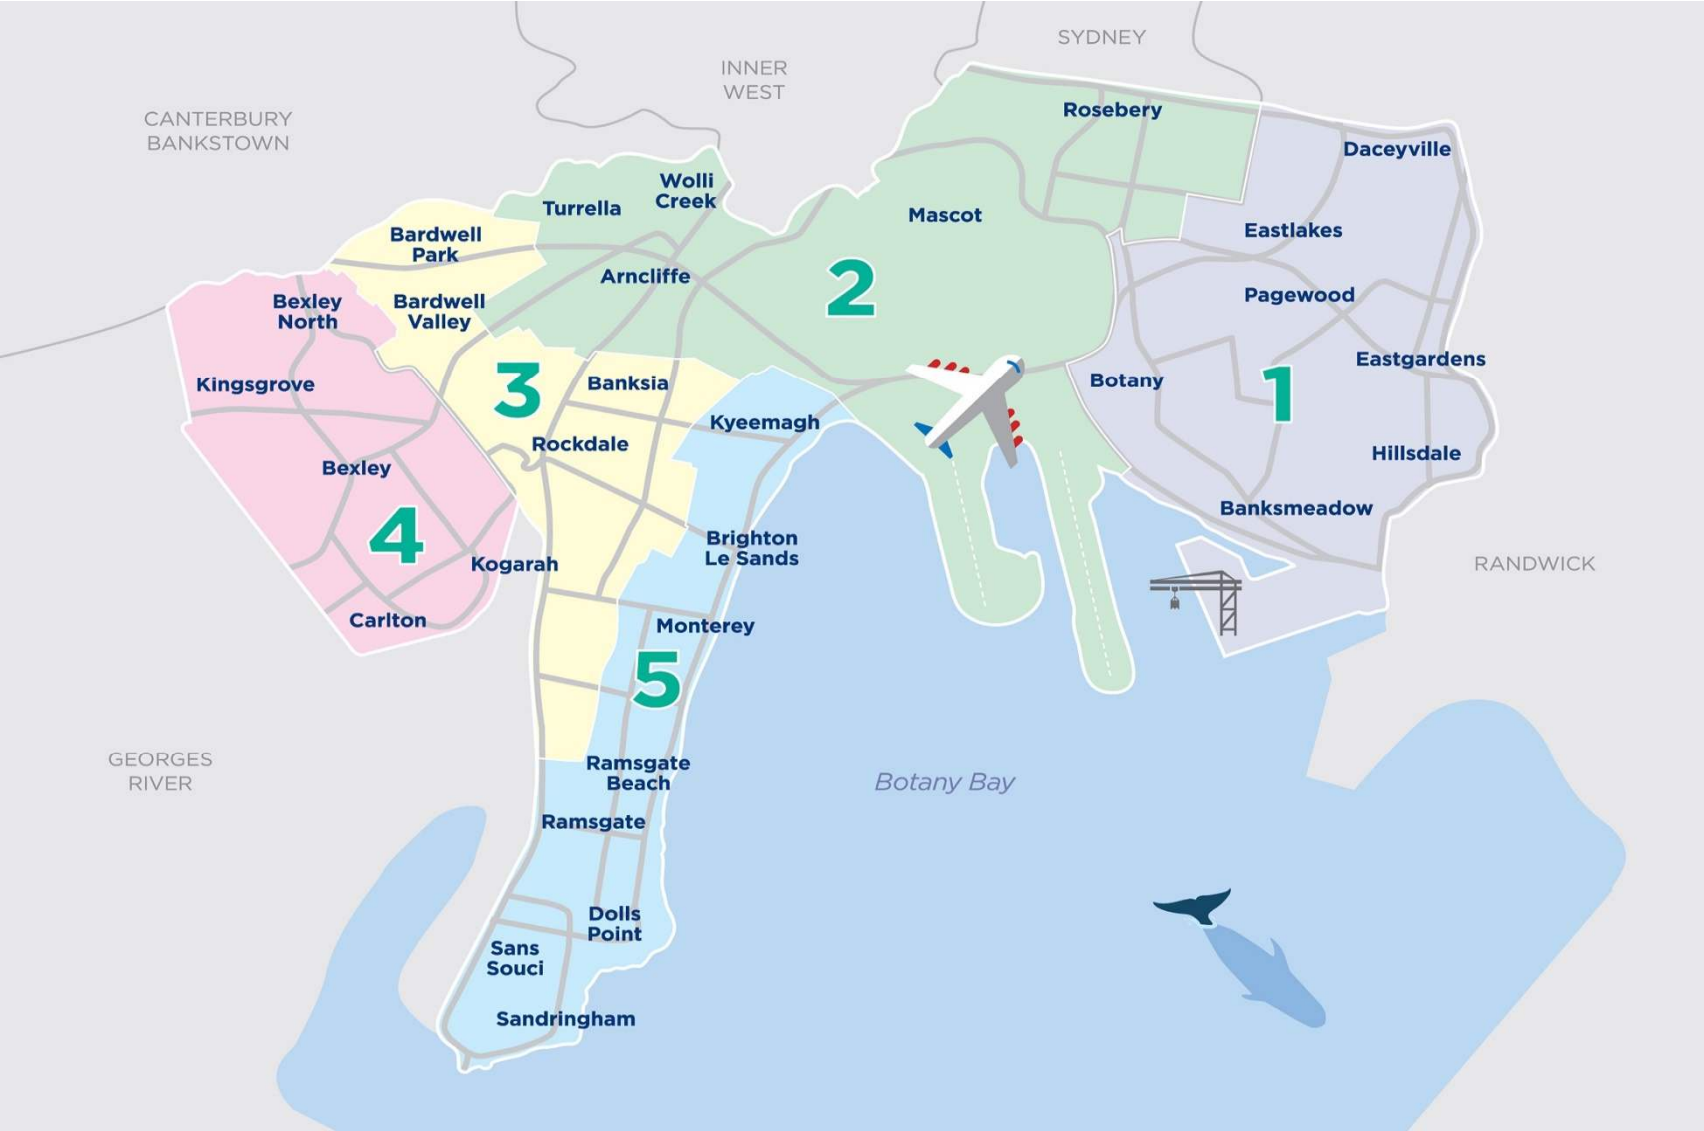 SYDNEY
INNER
WEST
CANTERBURY
BANKSTOWN
Rosebery
Daceyville
Wolli
Creek
Turrella
Mascot
Bardwell
Park
Eastlakes
Arncliffe
2
Pagewood
Bexley
North
Bardwell
Valley
Eastgardens
Kingsgrove
3
Banksia
Botany
1
Kyeemagh
Rockdale
Hillsdale
Bexley
Banksmeadow
4
Brighton
Le Sands
Kogarah
RANDWICK
Carlton
Monterey
5
GEORGES
RIVER
Ramsgate
Beach
Botany Bay
Ramsgate
Dolls
Point
Sans
Souci
Sandringham